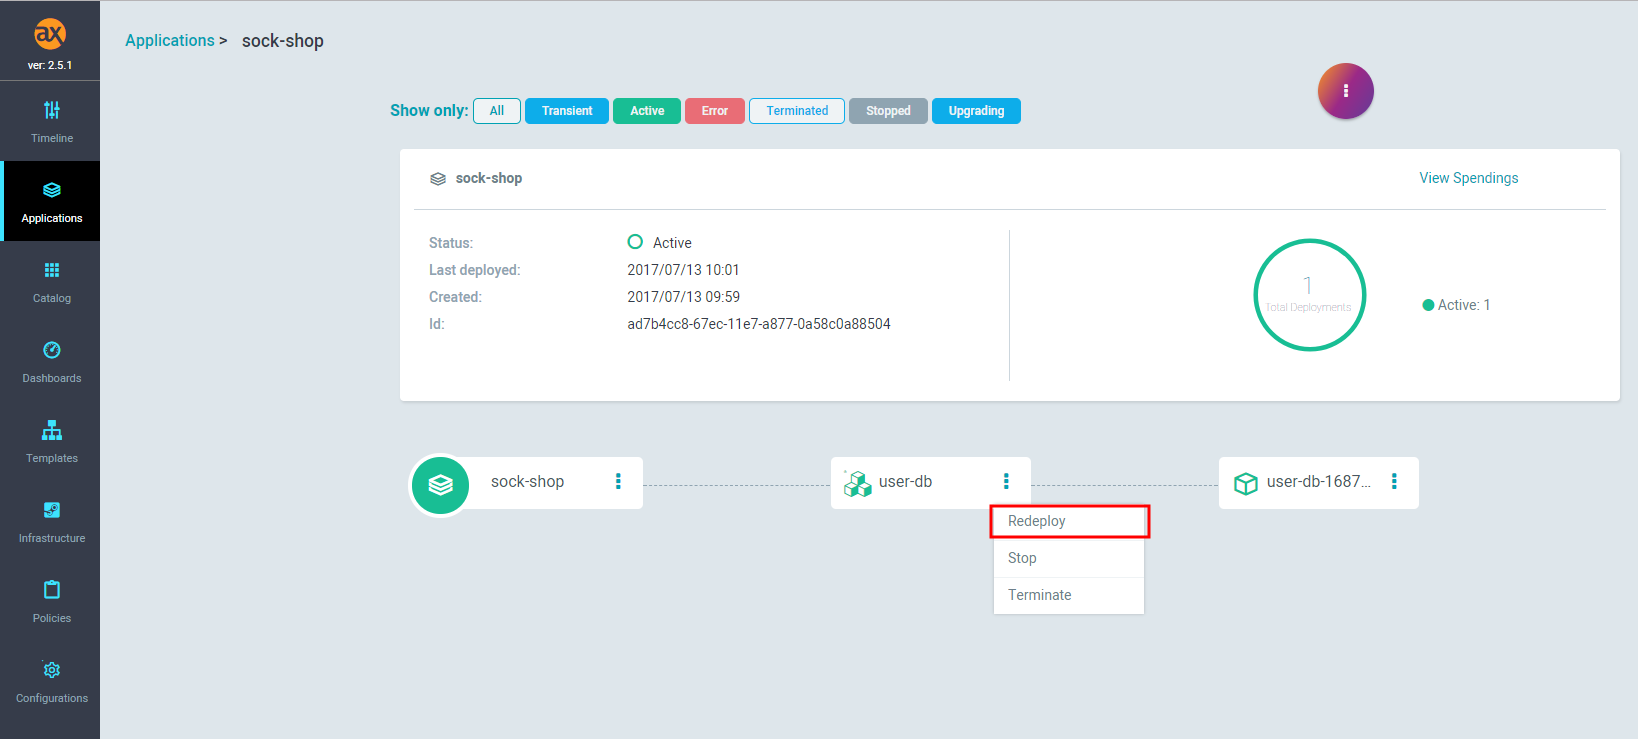 ax
ver: 2.5.1
Timeline
Applications
Catalog
Dashboards
Templates
Infrastructure
Policies
Configurations
Applications > sock-shop
Show only: All Transient Active Error Terminated Stopped Upgrading
sock-shop View Spendings
Status: Active
Last deployed: 2017/07/13 10:01
Created: 2017/07/13 09:59
Id: ad7b4cc8-67ec-11e7-a877-0a58c0a88504
1
Total Deployments
Active: 1
sock-shop user-db user-db-1687...
Redeploy
Stop
Terminate